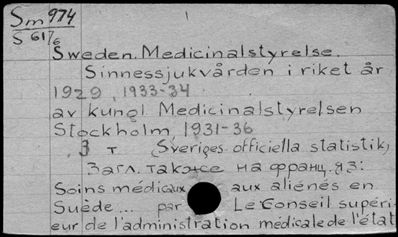 Sm 974
S 6176
Sweden. Medicinalstyrelse.
Sinnessjukvården i riket år
1929, 1933-34
av kungl. Medicinalstyrelsen
Stockholm, 1931-36
3 т (Sveriges officiella statistik)
Загл. также на франц. яз:
Soins médicaux aux aliénés en
Suède... par Le Conseil supéri-
eur de l'administration médicale de l'état